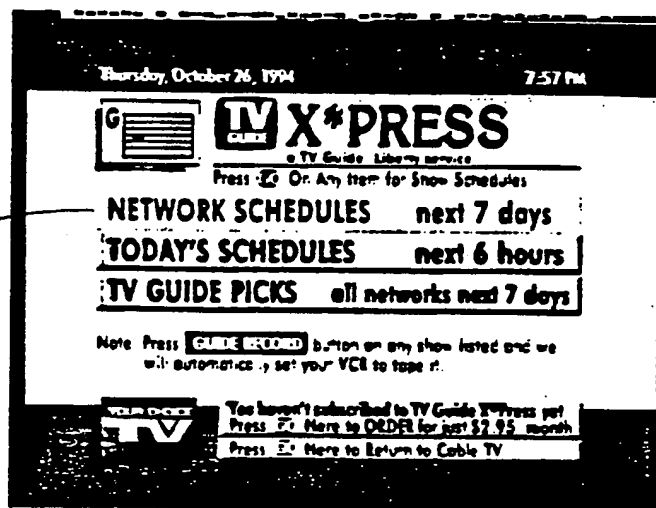 Thursday, October 26, 1994 7:57 PM
G TV GUIDE X*PRESS
a TV Guide Liberty service
Press On Any Item for Show Schedules
NETWORK SCHEDULES next 7 days
TODAY'S SCHEDULES next 6 hours
TV GUIDE PICKS all networks next 7 days
Note Press GUIDE RECORD button on any show listed and we
will automatically set your VCR to tape it.
You haven't subscribed to TV Guide X*Press yet
Press Here to ORDER for just $2.95 month
TV
Press Here to Return to Cable TV